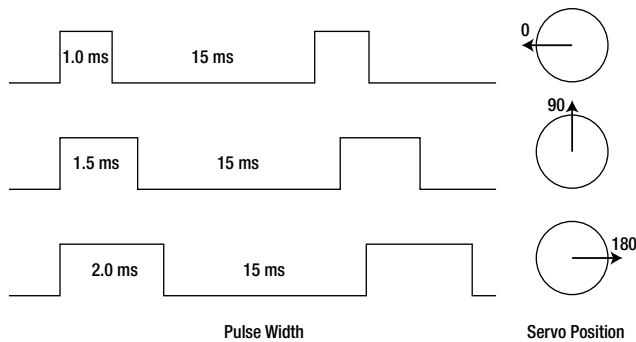 1.0 ms 15 ms 0
90
1.5 ms 15 ms
2.0 ms 15 ms 180
Pulse Width Servo Position